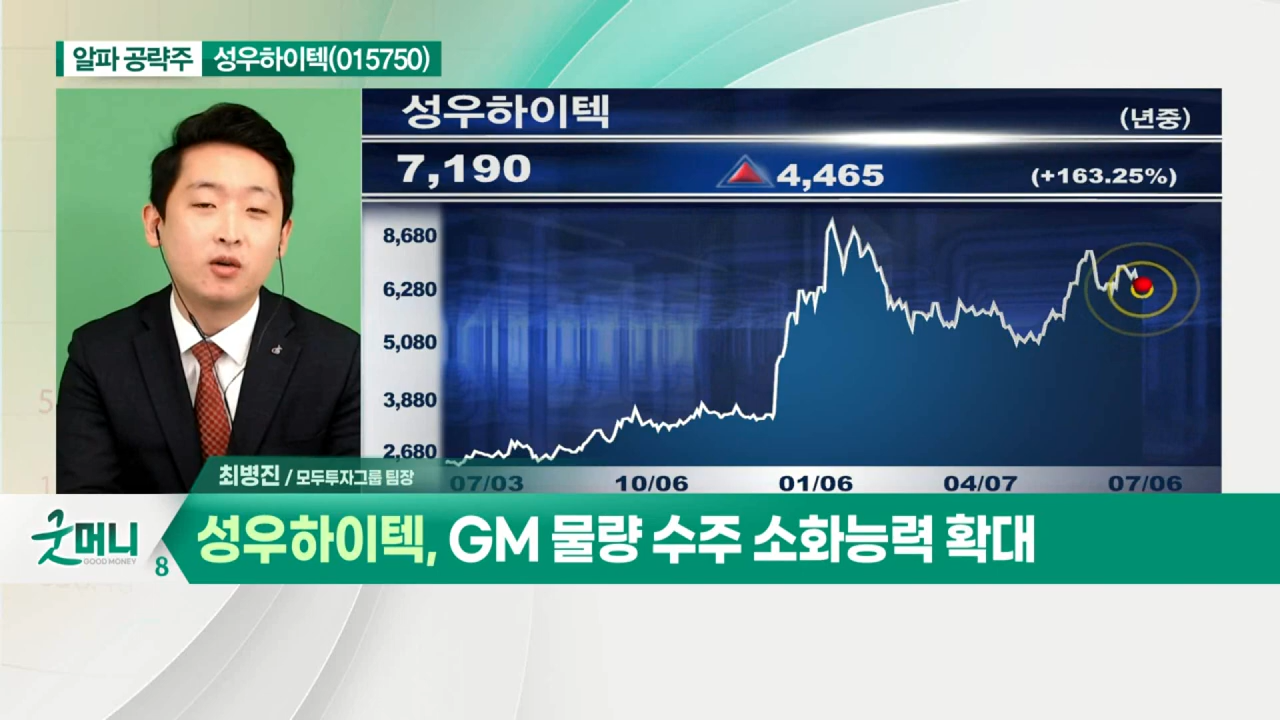 알파 공략주 성우하이텍(015750)
성우하이텍 (년중)
7,190 4,465 (+163.25%)
8,680
6,280
5,080
3,880
2,680
07/03 10/06 01/06 04/07 07/06
최병진 / 모두투자그룹 팀장
굿머니
GOOD MONEY
8
성우하이텍, GM 물량 수주 소화능력 확대
5
1